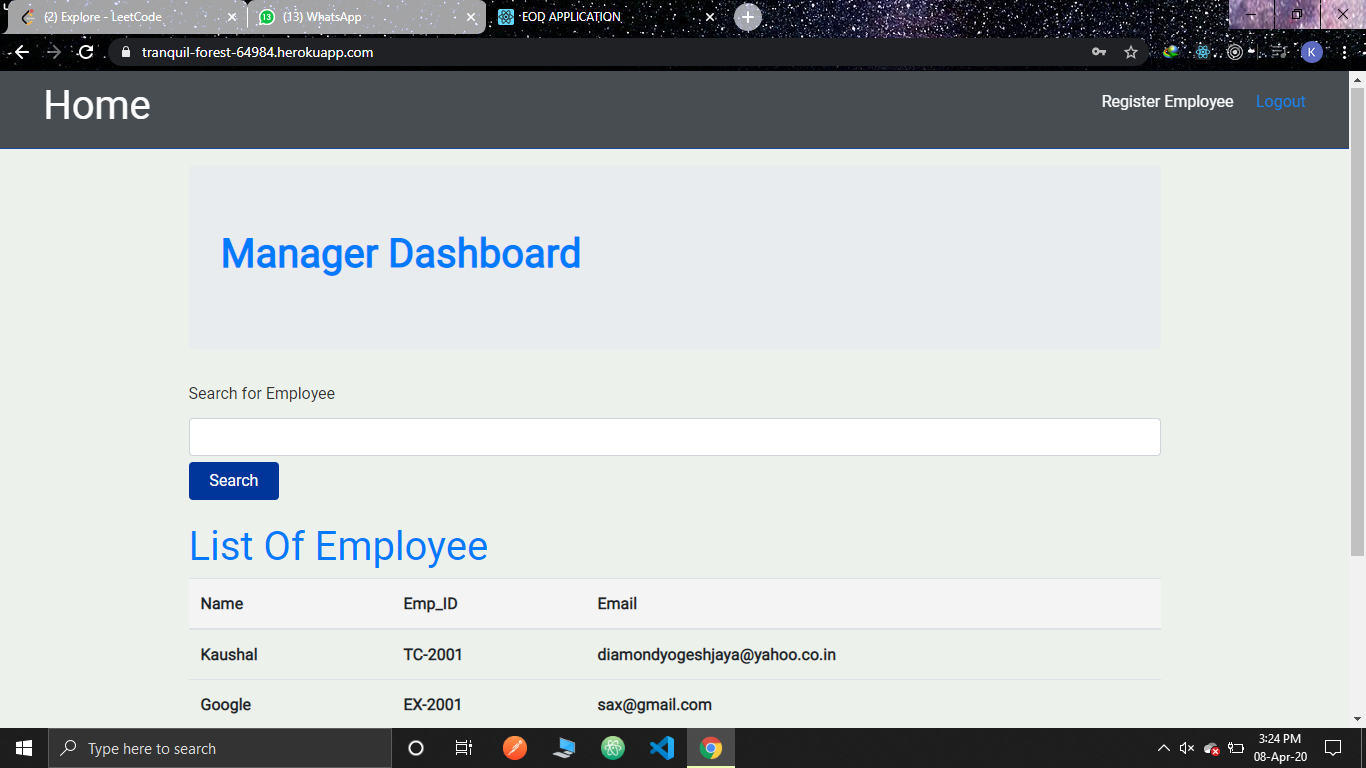 (2) Explore - LeetCode
(13) WhatsApp
EOD APPLICATION
tranquil-forest-64984.herokuapp.com
K
Home
Register Employee
Logout
Manager Dashboard
Search for Employee
Search
List Of Employee
Name Emp_ID Email
Kaushal TC-2001 diamondyogeshjaya@yahoo.co.in
Google EX-2001 sax@gmail.com
Type here to search
3:24 PM
08-Apr-20